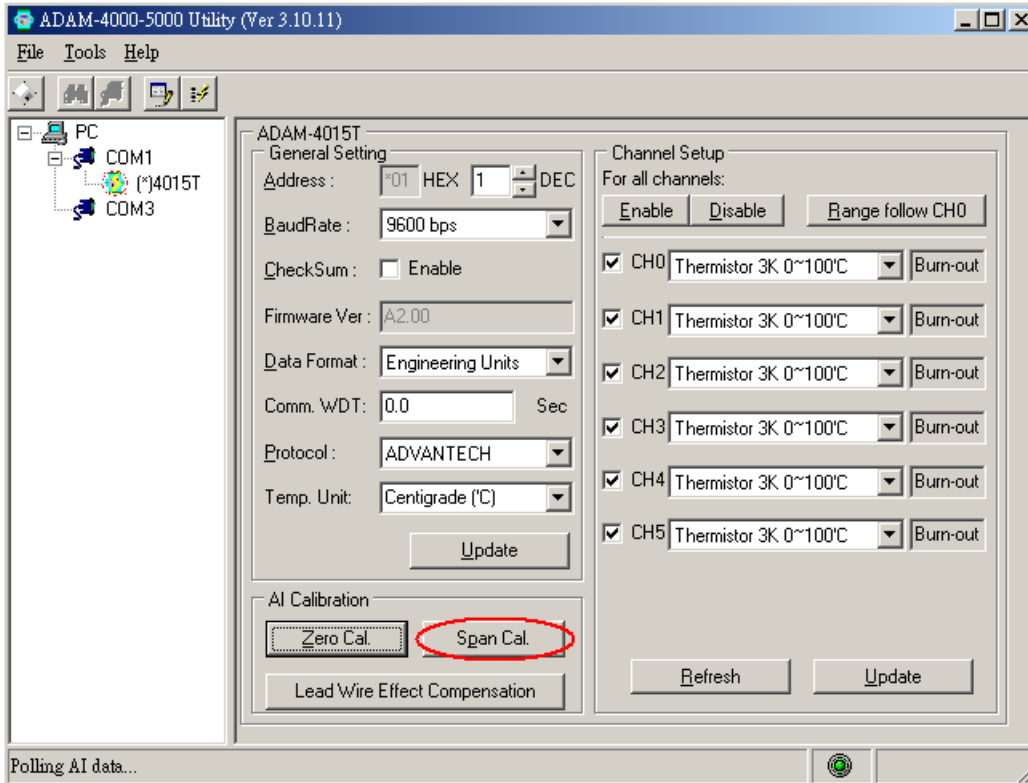 ADAM-4000-5000 Utility (Ver 3.10.11)
File Tools Help
PC
COM1
(*)4015T
COM3
ADAM-4015T
General Setting
Address : *01 HEX 1 DEC
BaudRate : 9600 bps
CheckSum : Enable
Firmware Ver : A2.00
Data Format : Engineering Units
Comm. WDT: 0.0 Sec
Protocol : ADVANTECH
Temp. Unit: Centigrade ('C)
Update
AI Calibration
Zero Cal. Span Cal.
Lead Wire Effect Compensation
Channel Setup
For all channels:
Enable Disable Range follow CH0
CH0 Thermistor 3K 0~100'C Burn-out
CH1 Thermistor 3K 0~100'C Burn-out
CH2 Thermistor 3K 0~100'C Burn-out
CH3 Thermistor 3K 0~100'C Burn-out
CH4 Thermistor 3K 0~100'C Burn-out
CH5 Thermistor 3K 0~100'C Burn-out
Refresh Update
Polling AI data...